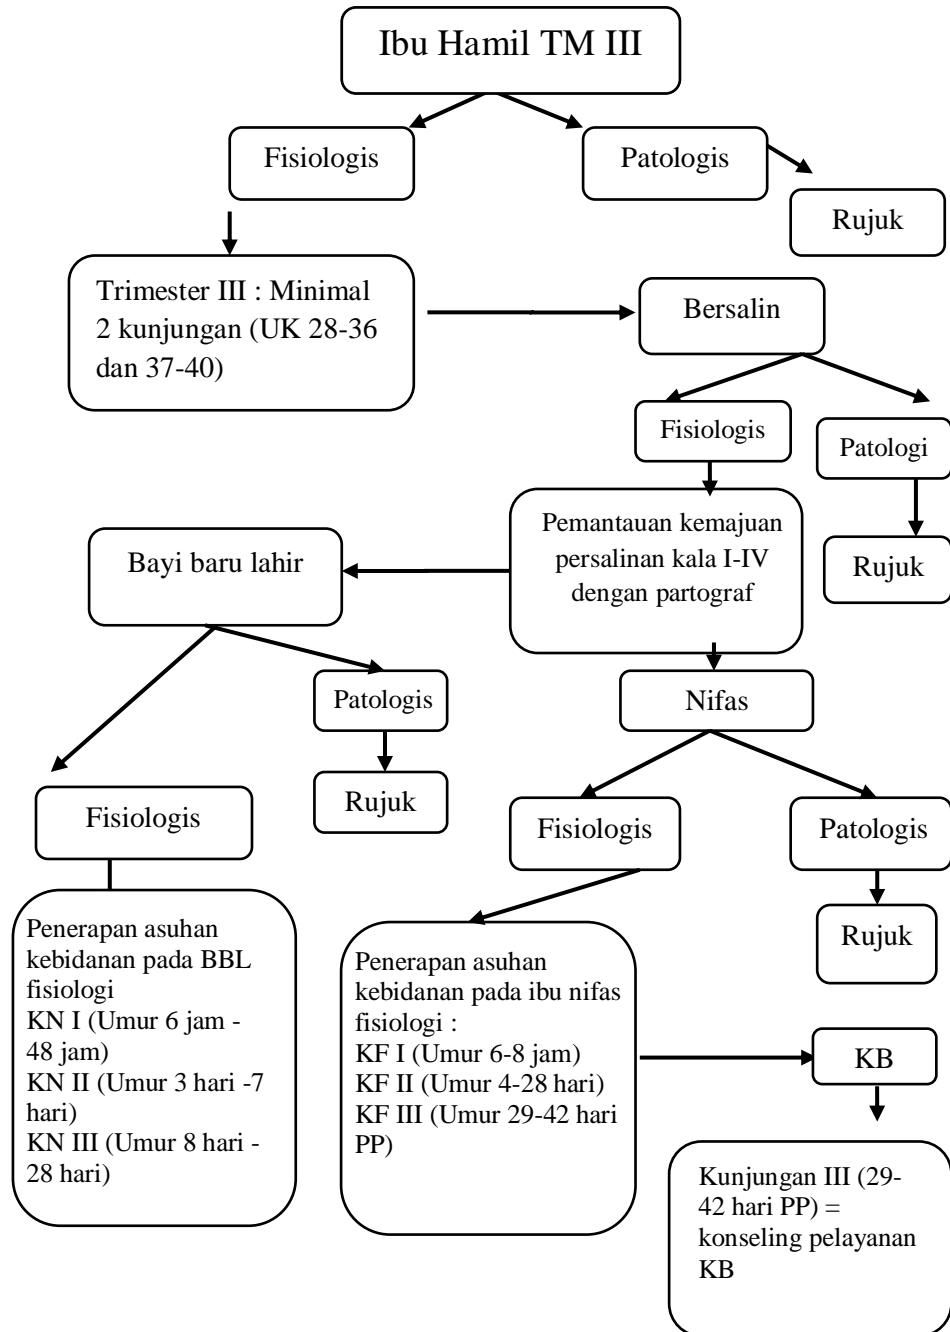 Ibu Hamil TM III
Fisiologis
Patologis
Rujuk
Trimester III : Minimal
2 kunjungan (UK 28-36
dan 37-40)
Bersalin
Fisiologis
Patologi
Pemantauan kemajuan
persalinan kala I-IV
dengan partograf
Rujuk
Bayi baru lahir
Patologis
Rujuk
Nifas
Fisiologis
Fisiologis
Patologis
Rujuk
Penerapan asuhan
kebidanan pada BBL
fisiologi
KN I (Umur 6 jam -
48 jam)
KN II (Umur 3 hari -7
hari)
KN III (Umur 8 hari -
28 hari)
Penerapan asuhan
kebidanan pada ibu nifas
fisiologi :
KF I (Umur 6-8 jam)
KF II (Umur 4-28 hari)
KF III (Umur 29-42 hari
PP)
KB
Kunjungan III (29-
42 hari PP) =
konseling pelayanan
KB